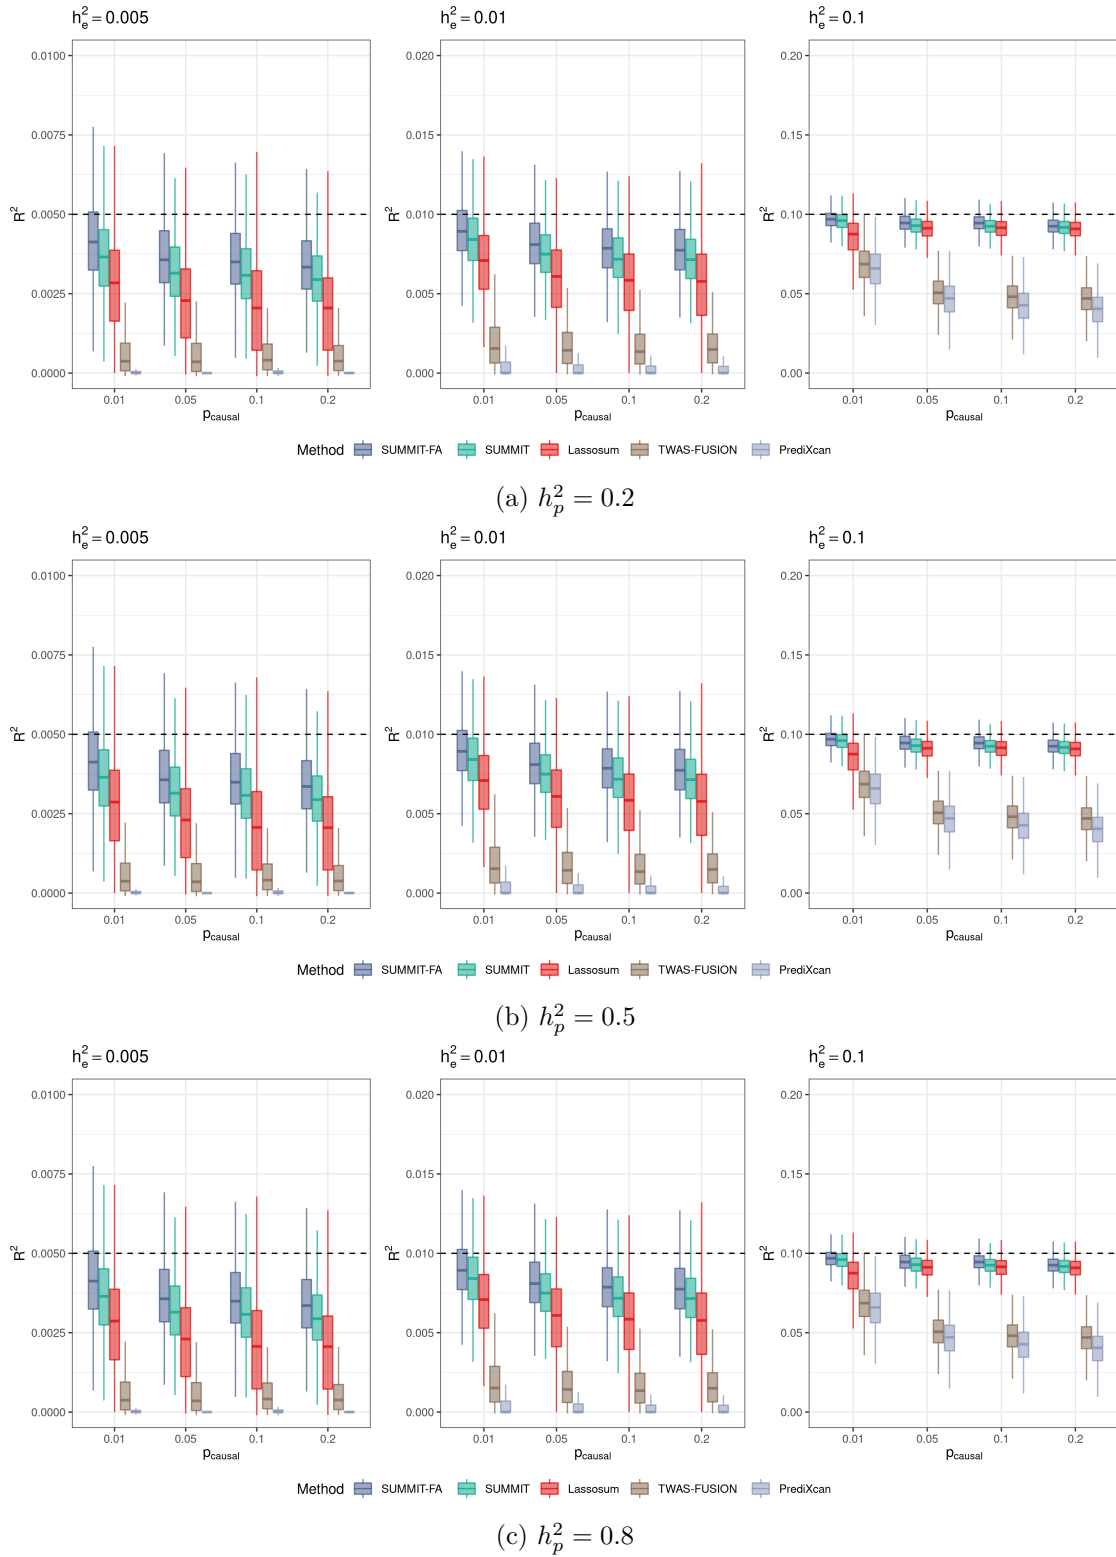 h²ₑ = 0.005 h²ₑ = 0.01 h²ₑ = 0.1
0.0100 0.020 0.20
0.0075 0.015 0.15
R² 0.0050 R² 0.010 R² 0.10
0.0025 0.005 0.05
0.0000 0.000 0.00
0.01 0.05 0.1 0.2 0.01 0.05 0.1 0.2 0.01 0.05 0.1 0.2
p_causal p_causal p_causal
Method SUMMIT-FA SUMMIT Lassosum TWAS-FUSION PrediXcan
(a) h²ₚ = 0.2
h²ₑ = 0.005 h²ₑ = 0.01 h²ₑ = 0.1
0.0100 0.020 0.20
0.0075 0.015 0.15
R² 0.0050 R² 0.010 R² 0.10
0.0025 0.005 0.05
0.0000 0.000 0.00
0.01 0.05 0.1 0.2 0.01 0.05 0.1 0.2 0.01 0.05 0.1 0.2
p_causal p_causal p_causal
Method SUMMIT-FA SUMMIT Lassosum TWAS-FUSION PrediXcan
(b) h²ₚ = 0.5
h²ₑ = 0.005 h²ₑ = 0.01 h²ₑ = 0.1
0.0100 0.020 0.20
0.0075 0.015 0.15
R² 0.0050 R² 0.010 R² 0.10
0.0025 0.005 0.05
0.0000 0.000 0.00
0.01 0.05 0.1 0.2 0.01 0.05 0.1 0.2 0.01 0.05 0.1 0.2
p_causal p_causal p_causal
Method SUMMIT-FA SUMMIT Lassosum TWAS-FUSION PrediXcan
(c) h²ₚ = 0.8